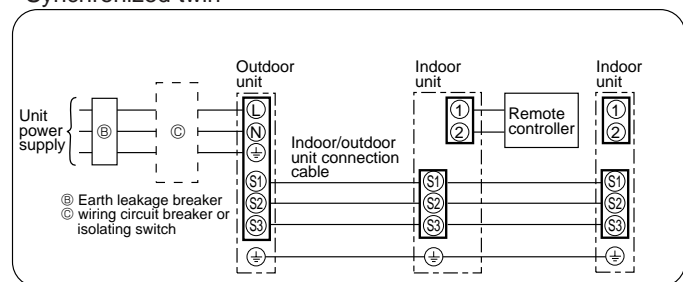 Synchronized twin
Outdoor
unit
Indoor
unit
Indoor
unit
Unit
power
supply
Ⓑ
Ⓒ
L
N
1
2
Remote
controller
1
2
Indoor/outdoor
unit connection
cable
S1
S2
S3
S1
S2
S3
S1
S2
S3
Ⓑ Earth leakage breaker
Ⓒ wiring circuit breaker or
isolating switch